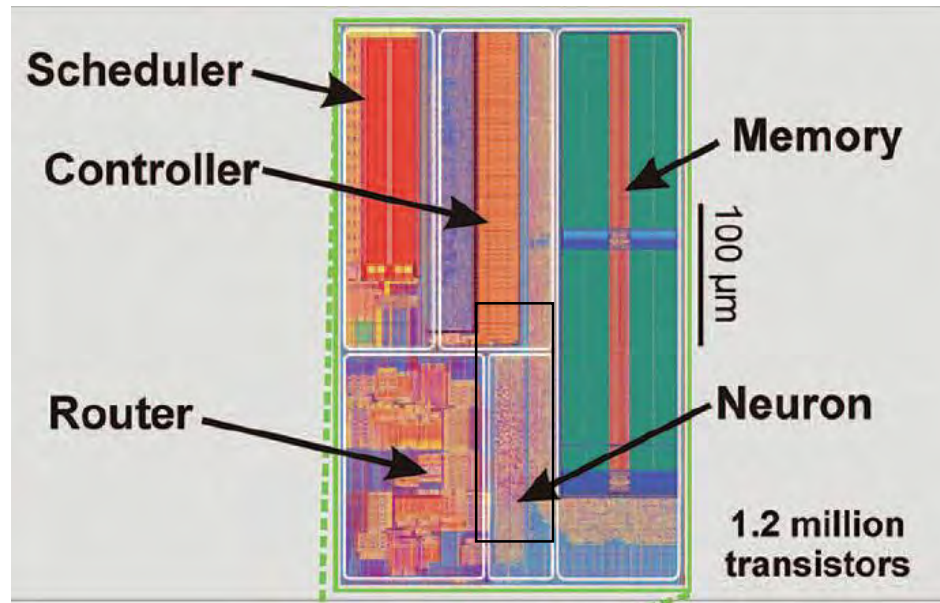 Scheduler
Controller
Router
Memory
100 µm
Neuron
1.2 million
transistors